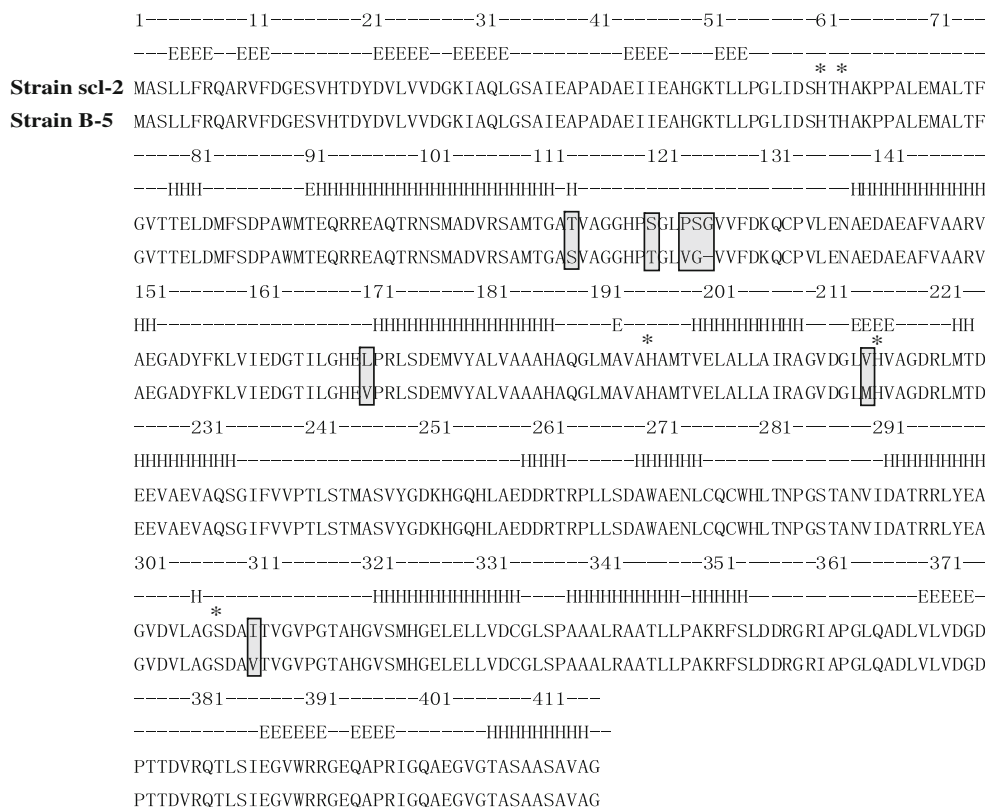 1---------11--------21--------31--------41--------51--------61--------71---
---EEEE--EEE---------EEEEE--EEEEE----------EEEE----EEE---------------------
* *
Strain scl-2 MASLLFRQARVFDGESVHTDYDVLVVDGKIAQLGSAIEAPADAEIIEAHGKTLLPGLIDSHTHAKPPALEMALTF
Strain B-5 MASLLFRQARVFDGESVHTDYDVLVVDGKIAQLGSAIEAPADAEIIEAHGKTLLPGLIDSHTHAKPPALEMALTF
-----81--------91--------101-------111-------121-------131-------141-------
---HHH---------EHHHHHHHHHHHHHHHHHHHHH-H------------------------HHHHHHHHHHHH
GVTTELDMFSDPAWMTEQRREAQTRNSMADVRSAMTGATVAGGHPSGLPSGVVFDKQCPVLENAEDAEAFVAARV
GVTTELDMFSDPAWMTEQRREAQTRNSMADVRSAMTGASVAGGHPTGLVG-VVFDKQCPVLENAEDAEAFVAARV
151-------161-------171-------181-------191-------201-------211-------221--
HH-------------------HHHHHHHHHHHHHHHH-----E------HHHHHHHHHH----EEEE-----HH
* *
AEGADYFKLVIEDGTILGHELPRLSDEMVYALVAAAHAQGLMAVAHAMTVELALLAIRAGVDGLVHVAGDRLMTD
AEGADYFKLVIEDGTILGHEVPRLSDEMVYALVAAAHAQGLMAVAHAMTVELALLAIRAGVDGLMHVAGDRLMTD
-----231-------241-------251-------261-------271-------281-------291-------
HHHHHHHHH-------------------------HHHH------HHHHHH----------------HHHHHHHHH
EEVAEVAQSGIFVVPTLSTMASVYGDKHGQHLAEDDRTRPLLSDAWAENLCQCWHLTNPGSTANVIDATRRLYEA
EEVAEVAQSGIFVVPTLSTMASVYGDKHGQHLAEDDRTRPLLSDAWAENLCQCWHLTNPGSTANVIDATRRLYEA
301-------311-------321-------331-------341-------351-------361-------371--
-----H---------------HHHHHHHHHHHHH----HHHHHHHHHH-HHHHH---------------EEEEE-
*
GVDVLAGSDAITVGVPGTAHGVSMHGELELLVDCGLSPAAALRAATLLPAKRFSLDDRGRIAPGLQADLVLVDGD
GVDVLAGSDAVTVGVPGTAHGVSMHGELELLVDCGLSPAAALRAATLLPAKRFSLDDRGRIAPGLQADLVLVDGD
-----381-------391-------401-------411---
-----------EEEEEE--EEEE--------HHHHHHHHH--
PTTDVRQTLSIEGVWRRGEQAPRIGQAEGVGTASAASAVAG
PTTDVRQTLSIEGVWRRGEQAPRIGQAEGVGTASAASAVAG